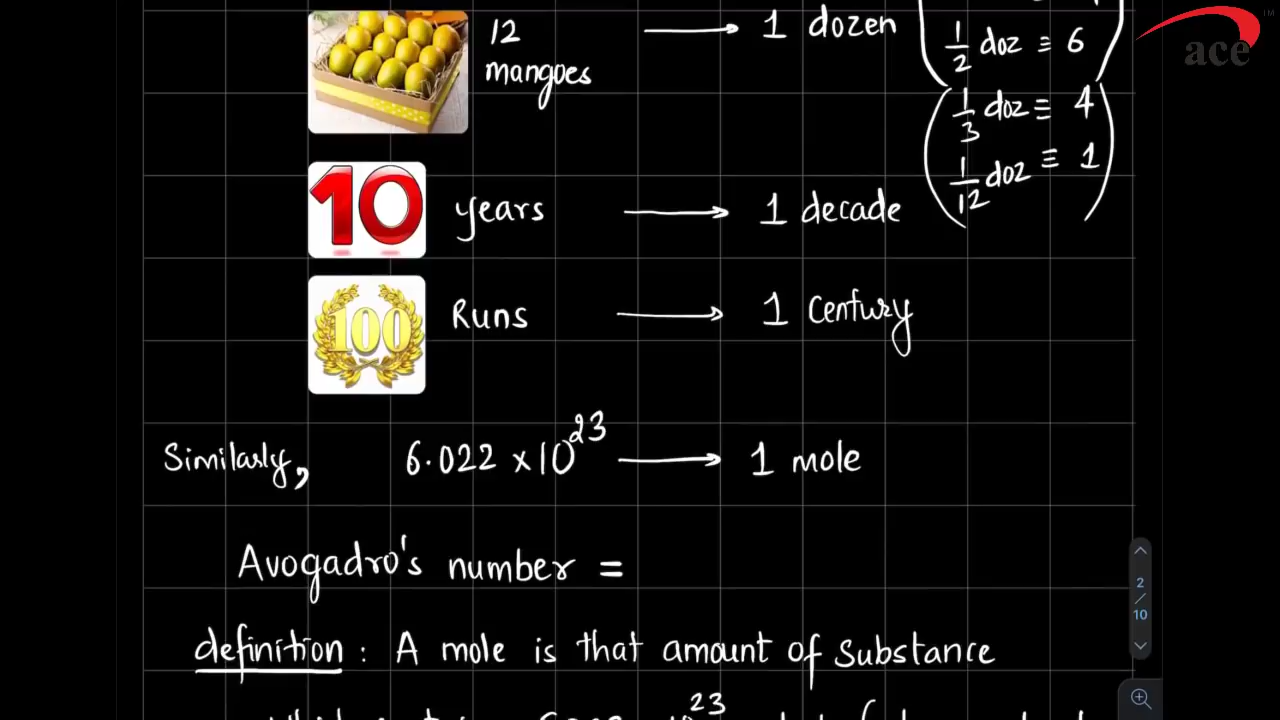 12 mangoes → 1 dozen
1/2 doz ≡ 6
1/3 doz ≡ 4
1/12 doz ≡ 1
10 years → 1 decade
100 Runs → 1 Century
Similarly, 6.022 × 10^23 → 1 mole
Avogadro's number =
definition : A mole is that amount of substance
23
ace
TM
2
/
10